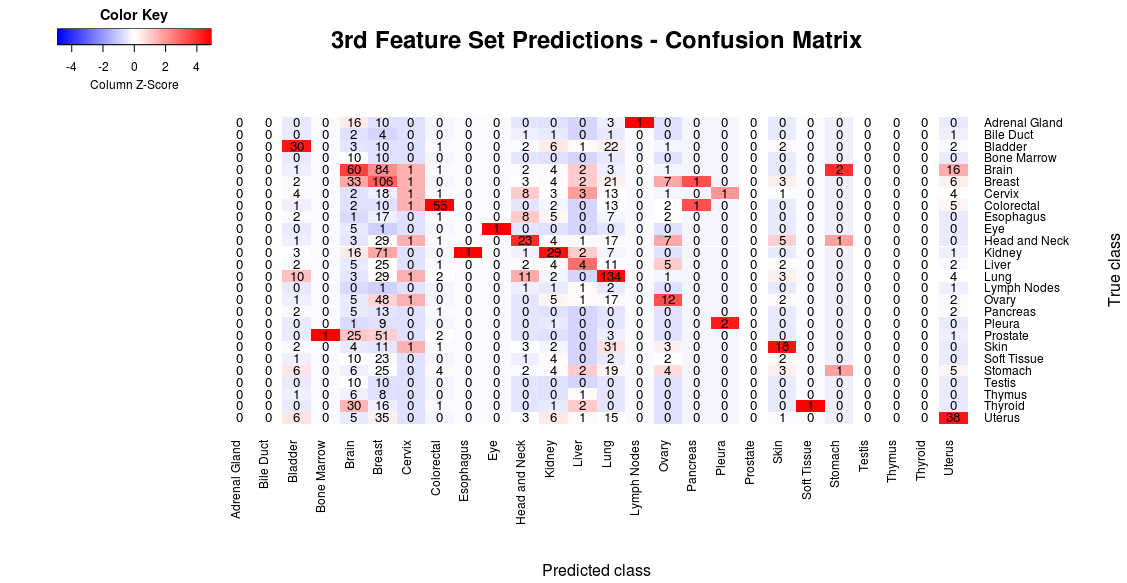 Color Key
-4 -2 0 2 4
Column Z-Score
3rd Feature Set Predictions - Confusion Matrix
0 0 0 0 16 10 0 0 0 0 0 0 0 3 1 0 0 0 0 0 0 0 0 0 0 0 Adrenal Gland
0 0 0 0 2 4 0 0 0 0 1 1 0 1 0 0 0 0 0 0 0 0 0 0 0 1 Bile Duct
0 0 30 0 3 10 0 1 0 0 2 6 1 22 0 1 0 0 0 2 0 0 0 0 0 2 Bladder
0 0 0 0 10 10 0 0 0 0 0 0 0 1 0 0 0 0 0 0 0 0 0 0 0 0 Bone Marrow
0 0 1 0 60 84 1 1 0 0 2 4 2 3 0 1 0 0 0 0 0 2 0 0 0 16 Brain
0 0 2 0 33 106 1 0 0 0 3 4 2 21 0 7 1 0 0 3 0 0 0 0 0 6 Breast
0 0 4 0 2 18 1 1 0 0 8 3 3 13 0 1 0 1 0 0 0 0 0 0 0 4 Cervix
0 0 1 0 2 10 1 55 0 0 0 2 0 13 0 2 1 0 0 0 0 0 0 0 0 5 Colorectal
0 0 2 0 1 17 0 1 0 0 8 5 0 7 0 2 0 0 0 0 0 0 0 0 0 0 Esophagus
0 0 0 0 5 1 0 0 0 1 0 0 0 0 0 0 0 0 0 0 0 0 0 0 0 0 Eye
0 0 1 0 3 29 1 1 0 0 23 4 1 17 0 7 0 0 0 5 0 1 0 0 0 0 Head and Neck
0 0 3 0 16 71 0 0 1 0 1 29 2 7 0 0 0 0 0 0 0 0 0 0 0 1 Kidney
0 0 2 0 5 25 0 1 0 0 2 4 4 11 0 5 0 0 0 2 0 0 0 0 0 2 Liver
0 0 10 0 3 29 1 2 0 0 11 2 0 134 0 1 0 0 0 3 0 0 0 0 0 4 Lung
0 0 0 0 0 1 0 0 0 0 1 1 1 2 0 0 0 0 0 0 0 0 0 0 0 1 Lymph Nodes
0 0 1 0 5 48 1 0 0 0 0 5 1 17 0 12 0 0 0 2 0 0 0 0 0 2 Ovary
0 0 2 0 5 13 0 1 0 0 0 0 0 0 0 0 0 0 0 0 0 0 0 0 0 2 Pancreas
0 0 0 0 1 9 0 0 0 0 0 1 0 0 0 0 0 2 0 0 0 0 0 0 0 0 Pleura
0 0 0 1 25 51 0 2 0 0 0 0 0 3 0 0 0 0 0 0 0 0 0 0 0 1 Prostate
0 0 2 0 4 11 1 1 0 0 3 2 0 31 0 3 0 0 0 18 0 0 0 0 0 0 Skin
0 0 1 0 10 23 0 0 0 0 1 4 0 2 0 2 0 0 0 2 0 0 0 0 0 0 Soft Tissue
0 0 6 0 6 25 0 4 0 0 2 4 2 19 0 4 0 0 0 3 0 1 0 0 0 5 Stomach
0 0 0 0 10 10 0 0 0 0 0 0 0 0 0 0 0 0 0 0 0 0 0 0 0 0 Testis
0 0 1 0 6 8 0 0 0 0 0 0 1 0 0 0 0 0 0 0 0 0 0 0 0 0 Thymus
0 0 0 0 30 16 0 1 0 0 0 1 2 0 0 0 0 0 0 0 1 0 0 0 0 0 Thyroid
0 0 6 0 5 35 0 0 0 0 3 6 1 15 0 0 0 0 0 1 0 0 0 0 0 38 Uterus
True class
Adrenal Gland
Bile Duct
Bladder
Bone Marrow
Brain
Breast
Cervix
Colorectal
Esophagus
Eye
Head and Neck
Kidney
Liver
Lung
Lymph Nodes
Ovary
Pancreas
Pleura
Prostate
Skin
Soft Tissue
Stomach
Testis
Thymus
Thyroid
Uterus
Predicted class